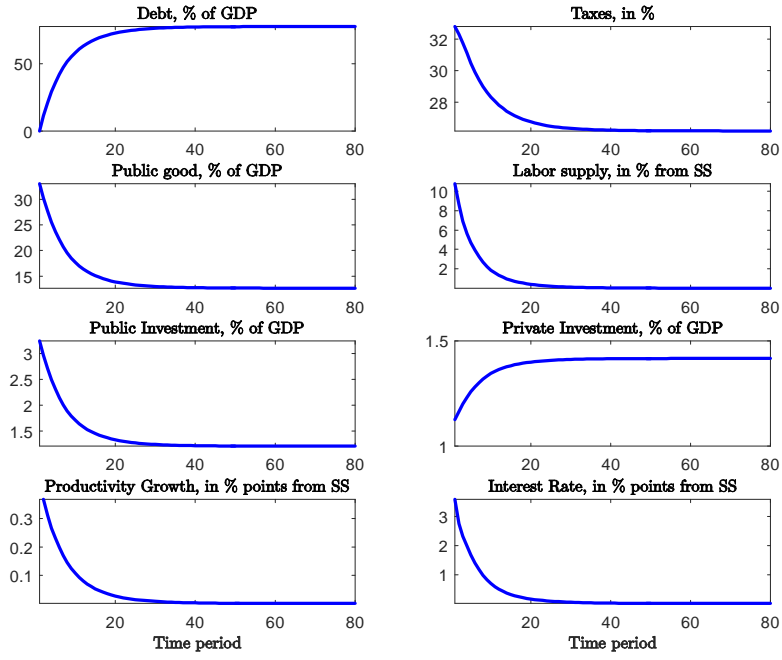 Debt, % of GDP
50
0
20 40 60 80
Taxes, in %
32
30
28
26
20 40 60 80
Public good, % of GDP
30
25
20
15
20 40 60 80
Labor supply, in % from SS
10
8
6
4
2
20 40 60 80
Public Investment, % of GDP
3
2.5
2
1.5
20 40 60 80
Private Investment, % of GDP
1.5
1
20 40 60 80
Productivity Growth, in % points from SS
0.3
0.2
0.1
20 40 60 80
Time period
Interest Rate, in % points from SS
3
2
1
20 40 60 80
Time period